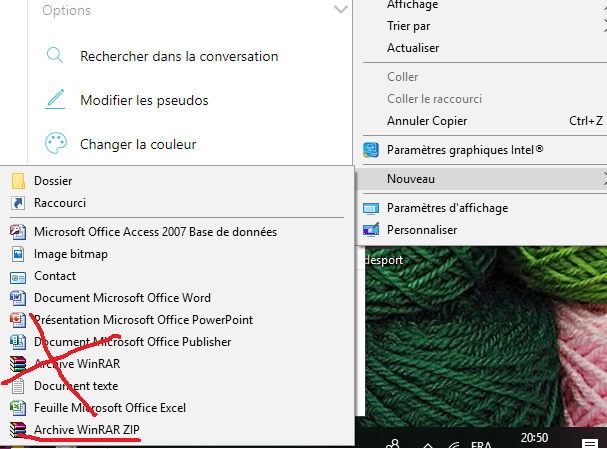 Options
Rechercher dans la conversation
Modifier les pseudos
Changer la couleur
Affichage
Trier par
Actualiser
Coller
Coller le raccourci
Annuler Copier Ctrl+Z
Paramètres graphiques Intel®
Nouveau
Paramètres d'affichage
Personnaliser
Dossier
Raccourci
Microsoft Office Access 2007 Base de données
Image bitmap
Contact
Document Microsoft Office Word
Présentation Microsoft Office PowerPoint
Document Microsoft Office Publisher
Archive WinRAR
Document texte
Feuille Microsoft Office Excel
Archive WinRAR ZIP
desport
FRA
20:50